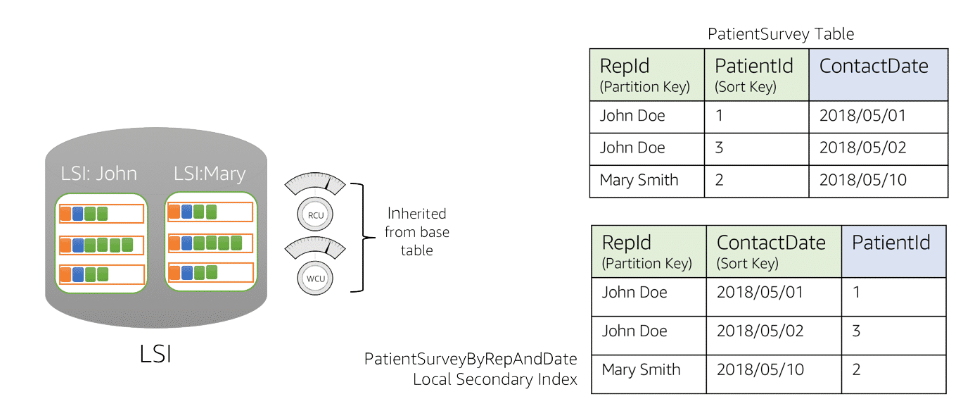 PatientSurvey Table
RepId PatientId ContactDate
(Partition Key) (Sort Key)
John Doe 1 2018/05/01
John Doe 3 2018/05/02
Mary Smith 2 2018/05/10
LSI: John LSI:Mary
RCU
WCU
Inherited
from base
table
LSI
RepId ContactDate PatientId
(Partition Key) (Sort Key)
John Doe 2018/05/01 1
John Doe 2018/05/02 3
Mary Smith 2018/05/10 2
PatientSurveyByRepAndDate
Local Secondary Index